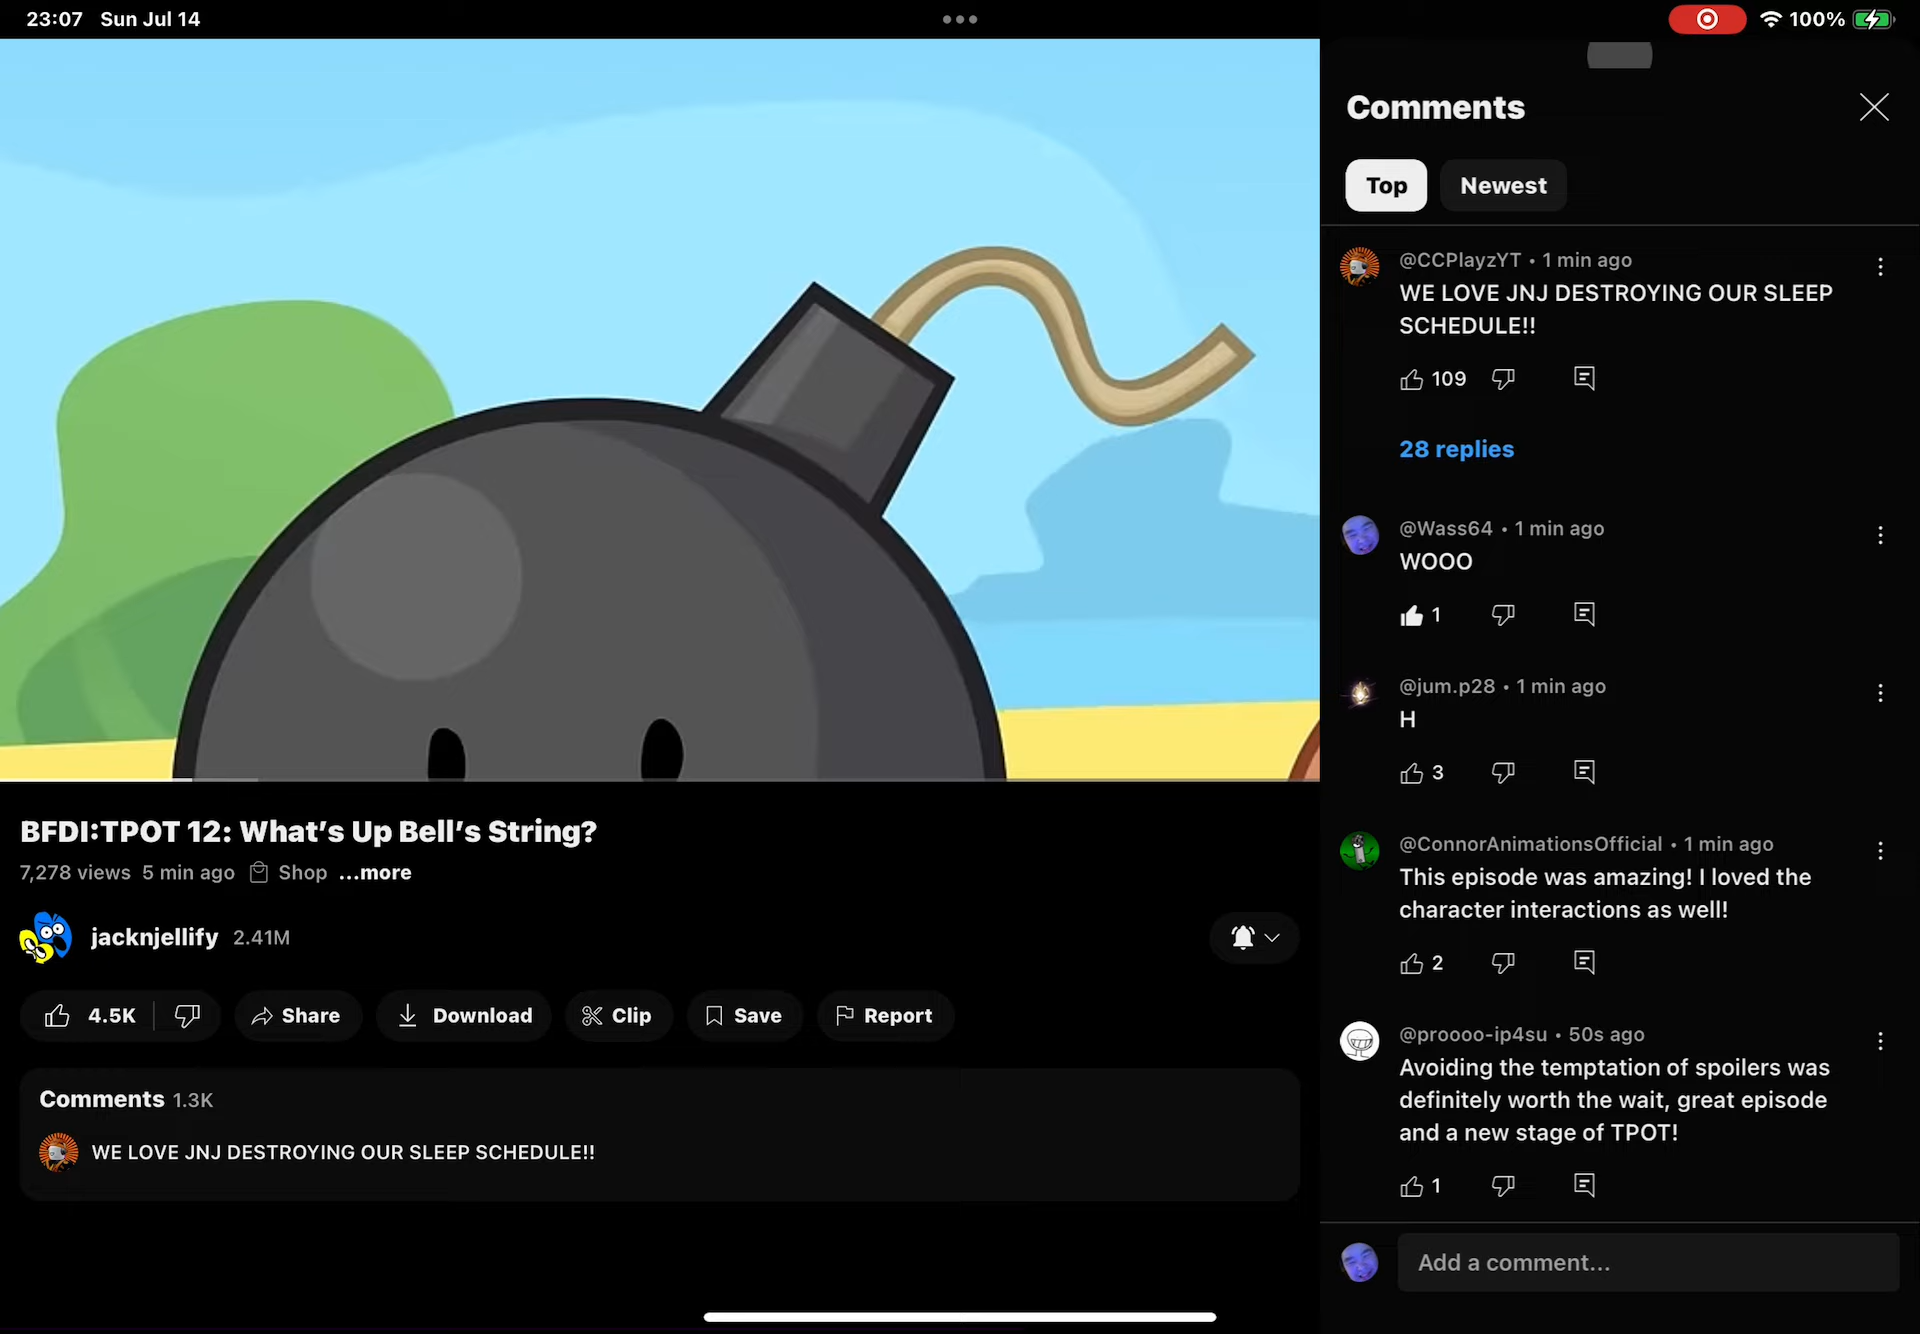 23:07 Sun Jul 14
100%
BFDI:TPOT 12: What's Up Bell's String?
7,278 views 5 min ago Shop ...more
jacknjellify 2.41M
4.5K Share Download Clip Save Report
Comments 1.3K
WE LOVE JNJ DESTROYING OUR SLEEP SCHEDULE!!
Comments
Top Newest
@CCPlayzYT • 1 min ago
WE LOVE JNJ DESTROYING OUR SLEEP
SCHEDULE!!
109
28 replies
@Wass64 • 1 min ago
WOOO
1
@jum.p28 • 1 min ago
H
3
@ConnorAnimationsOfficial • 1 min ago
This episode was amazing! I loved the
character interactions as well!
2
@proooo-ip4su • 50s ago
Avoiding the temptation of spoilers was
definitely worth the wait, great episode
and a new stage of TPOT!
1
Add a comment...